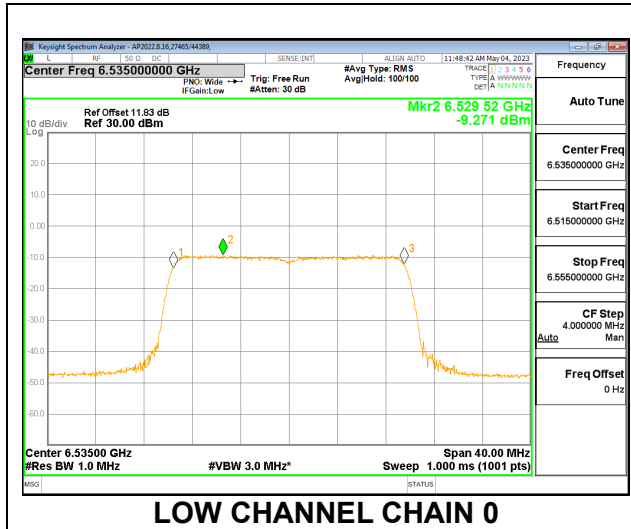 Keysight Spectrum Analyzer - AP2022.8.16,27465/44389,
L RF 50 Ω DC SENSE:INT ALIGN AUTO 11:48:42 AM May 04, 2023
Center Freq 6.535000000 GHz #Avg Type: RMS TRACE 1 2 3 4 5 6
PNO: Wide Trig: Free Run Avg|Hold: 100/100 TYPE A WWWWW
IFGain:Low #Atten: 30 dB DET A N N N N N
Frequency
Auto Tune
Center Freq
6.535000000 GHz
Start Freq
6.515000000 GHz
Stop Freq
6.555000000 GHz
CF Step
4.000000 MHz
Auto Man
Freq Offset
0 Hz
Mkr2 6.529 52 GHz
-9.271 dBm
Ref Offset 11.83 dB
10 dB/div Ref 30.00 dBm
Log
20.0
10.0
0.00
-10.0
-20.0
-30.0
-40.0
-50.0
-60.0
1
2
3
Center 6.53500 GHz Span 40.00 MHz
#Res BW 1.0 MHz #VBW 3.0 MHz* Sweep 1.000 ms (1001 pts)
MSG STATUS
LOW CHANNEL CHAIN 0